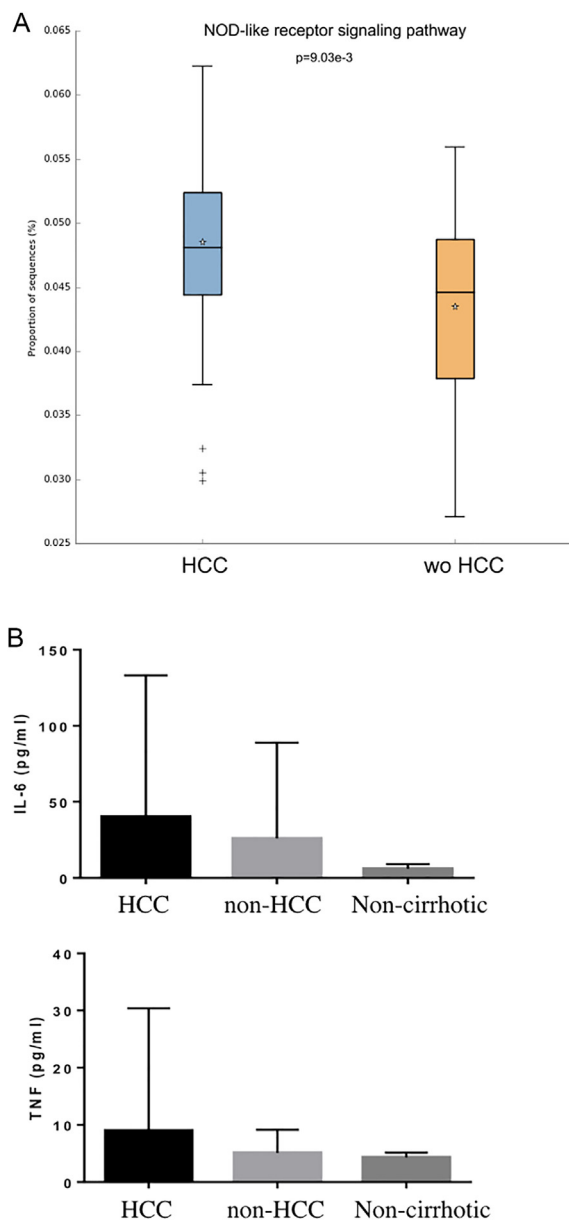 A
NOD-like receptor signaling pathway
p=9.03e-3
Proportion of sequences (%)
0.065
0.060
0.055
0.050
0.045
0.040
0.035
0.030
0.025
HCC
wo HCC
B
IL-6 (pg/ml)
150
100
50
0
HCC
non-HCC
Non-cirrhotic
TNF (pg/ml)
40
30
20
10
0
HCC
non-HCC
Non-cirrhotic